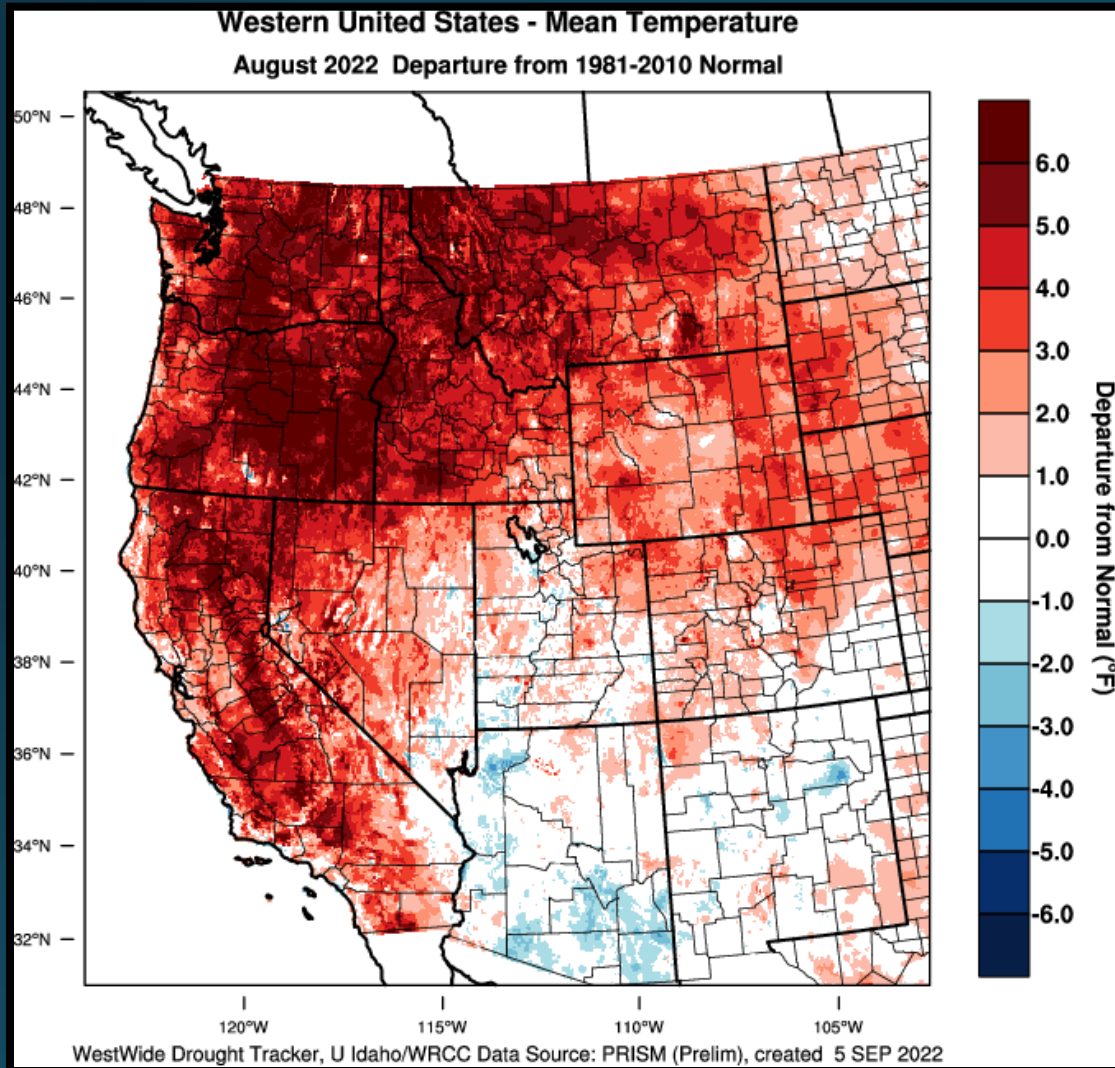 Western United States - Mean Temperature
August 2022 Departure from 1981-2010 Normal
50°N
48°N
46°N
44°N
42°N
40°N
38°N
36°N
34°N
32°N
120°W
115°W
110°W
105°W
6.0
5.0
4.0
3.0
2.0
1.0
0.0
-1.0
-2.0
-3.0
-4.0
-5.0
-6.0
Departure from Normal (°F)
WestWide Drought Tracker, U Idaho/WRCC Data Source: PRISM (Prelim), created 5 SEP 2022